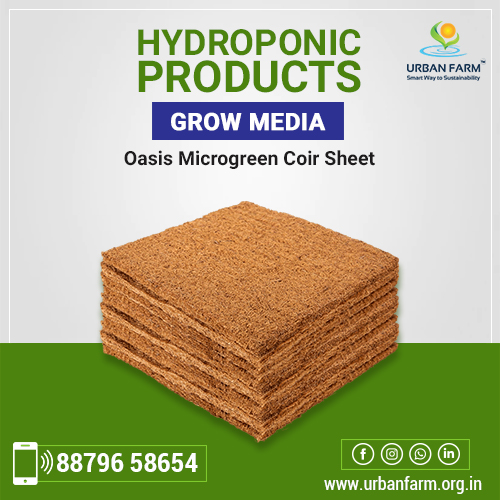 HYDROPONIC
PRODUCTS
GROW MEDIA
Oasis Microgreen Coir Sheet
URBAN FARM™
Smart Way to Sustainability
88796 58654
www.urbanfarm.org.in